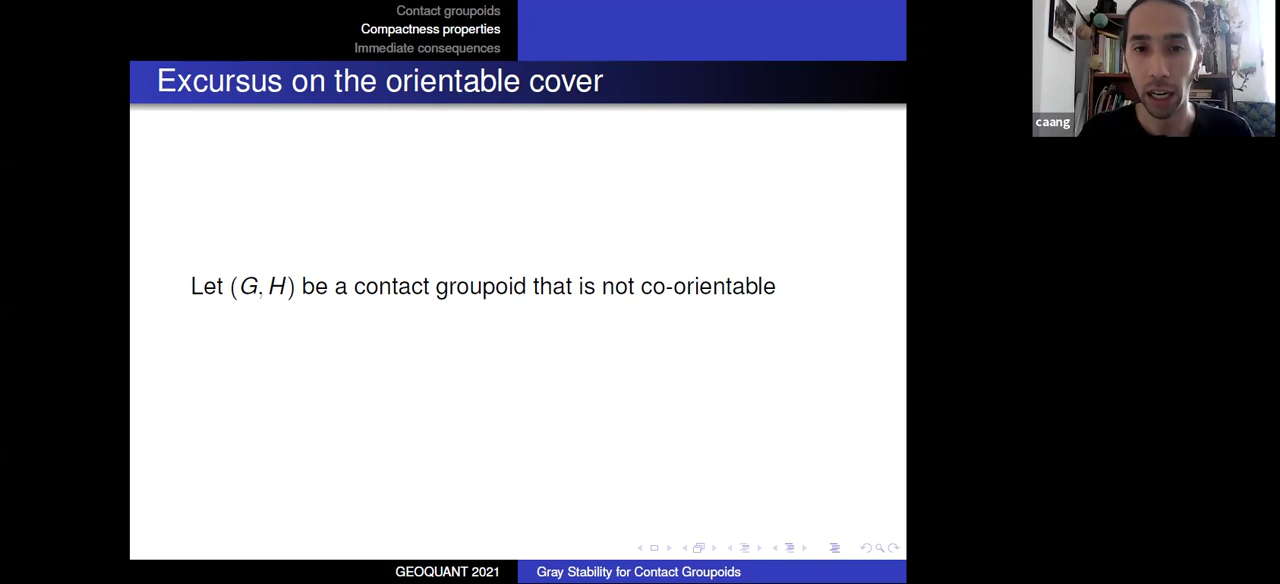 Contact groupoids
Compactness properties
Immediate consequences
Excursus on the orientable cover
caang
Let (G, H) be a contact groupoid that is not co-orientable
GEOQUANT 2021
Gray Stability for Contact Groupoids